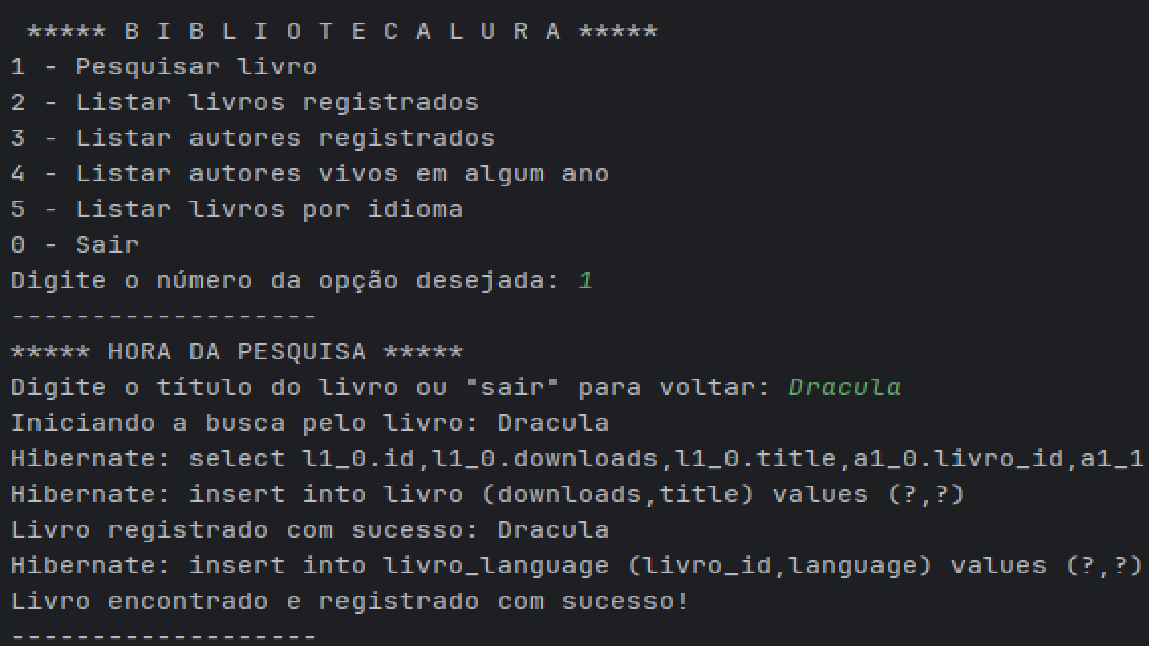 ***** B I B L I O T E C A L U R A *****
1 - Pesquisar livro
2 - Listar livros registrados
3 - Listar autores registrados
4 - Listar autores vivos em algum ano
5 - Listar livros por idioma
0 - Sair
Digite o número da opção desejada: 1
-------------------
***** HORA DA PESQUISA *****
Digite o título do livro ou "sair" para voltar: Dracula
Iniciando a busca pelo livro: Dracula
Hibernate: select l1_0.id,l1_0.downloads,l1_0.title,a1_0.livro_id,a1_1
Hibernate: insert into livro (downloads,title) values (?,?)
Livro registrado com sucesso: Dracula
Hibernate: insert into livro_language (livro_id,language) values (?,?)
Livro encontrado e registrado com sucesso!
-------------------